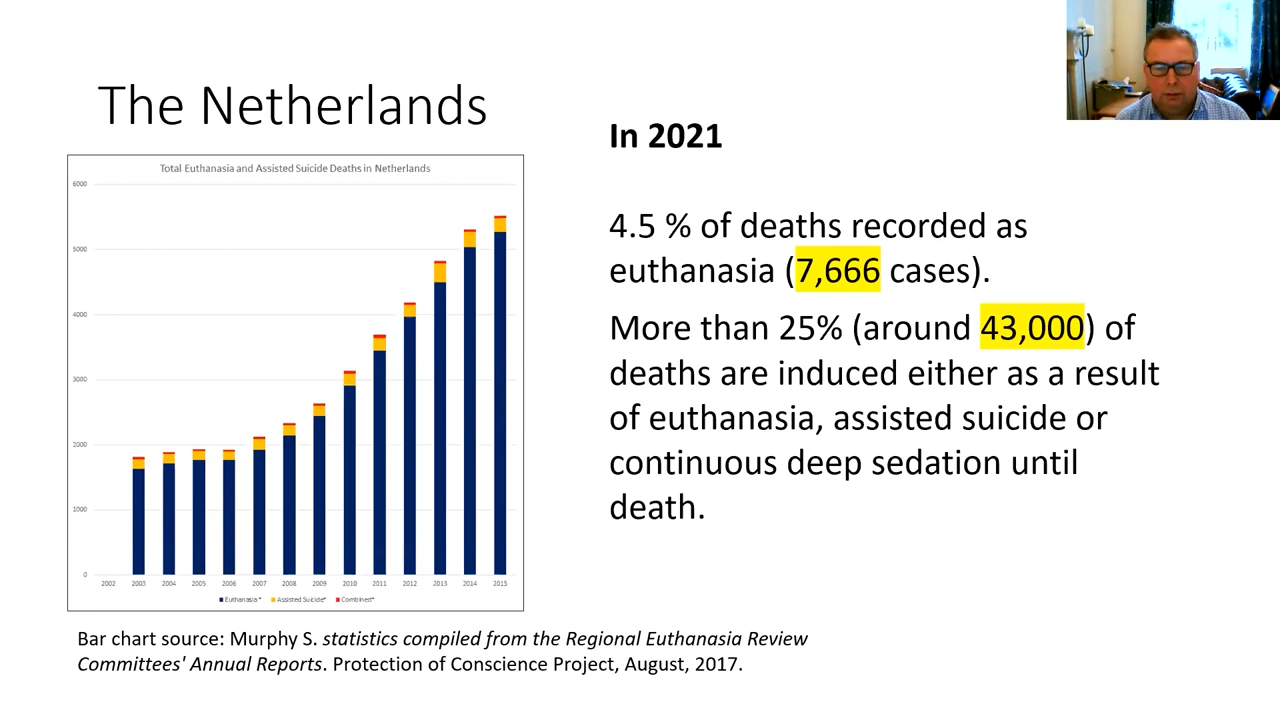 The Netherlands
Total Euthanasia and Assisted Suicide Deaths in Netherlands
6000
5000
4000
3000
2000
1000
0
2002 2003 2004 2005 2006 2007 2008 2009 2010 2011 2012 2013 2014 2015
Euthanasia * Assisted Suicide* Combined*
Bar chart source: Murphy S. statistics compiled from the Regional Euthanasia Review
Committees' Annual Reports. Protection of Conscience Project, August, 2017.
In 2021
4.5 % of deaths recorded as
euthanasia (7,666 cases).
More than 25% (around 43,000) of
deaths are induced either as a result
of euthanasia, assisted suicide or
continuous deep sedation until
death.